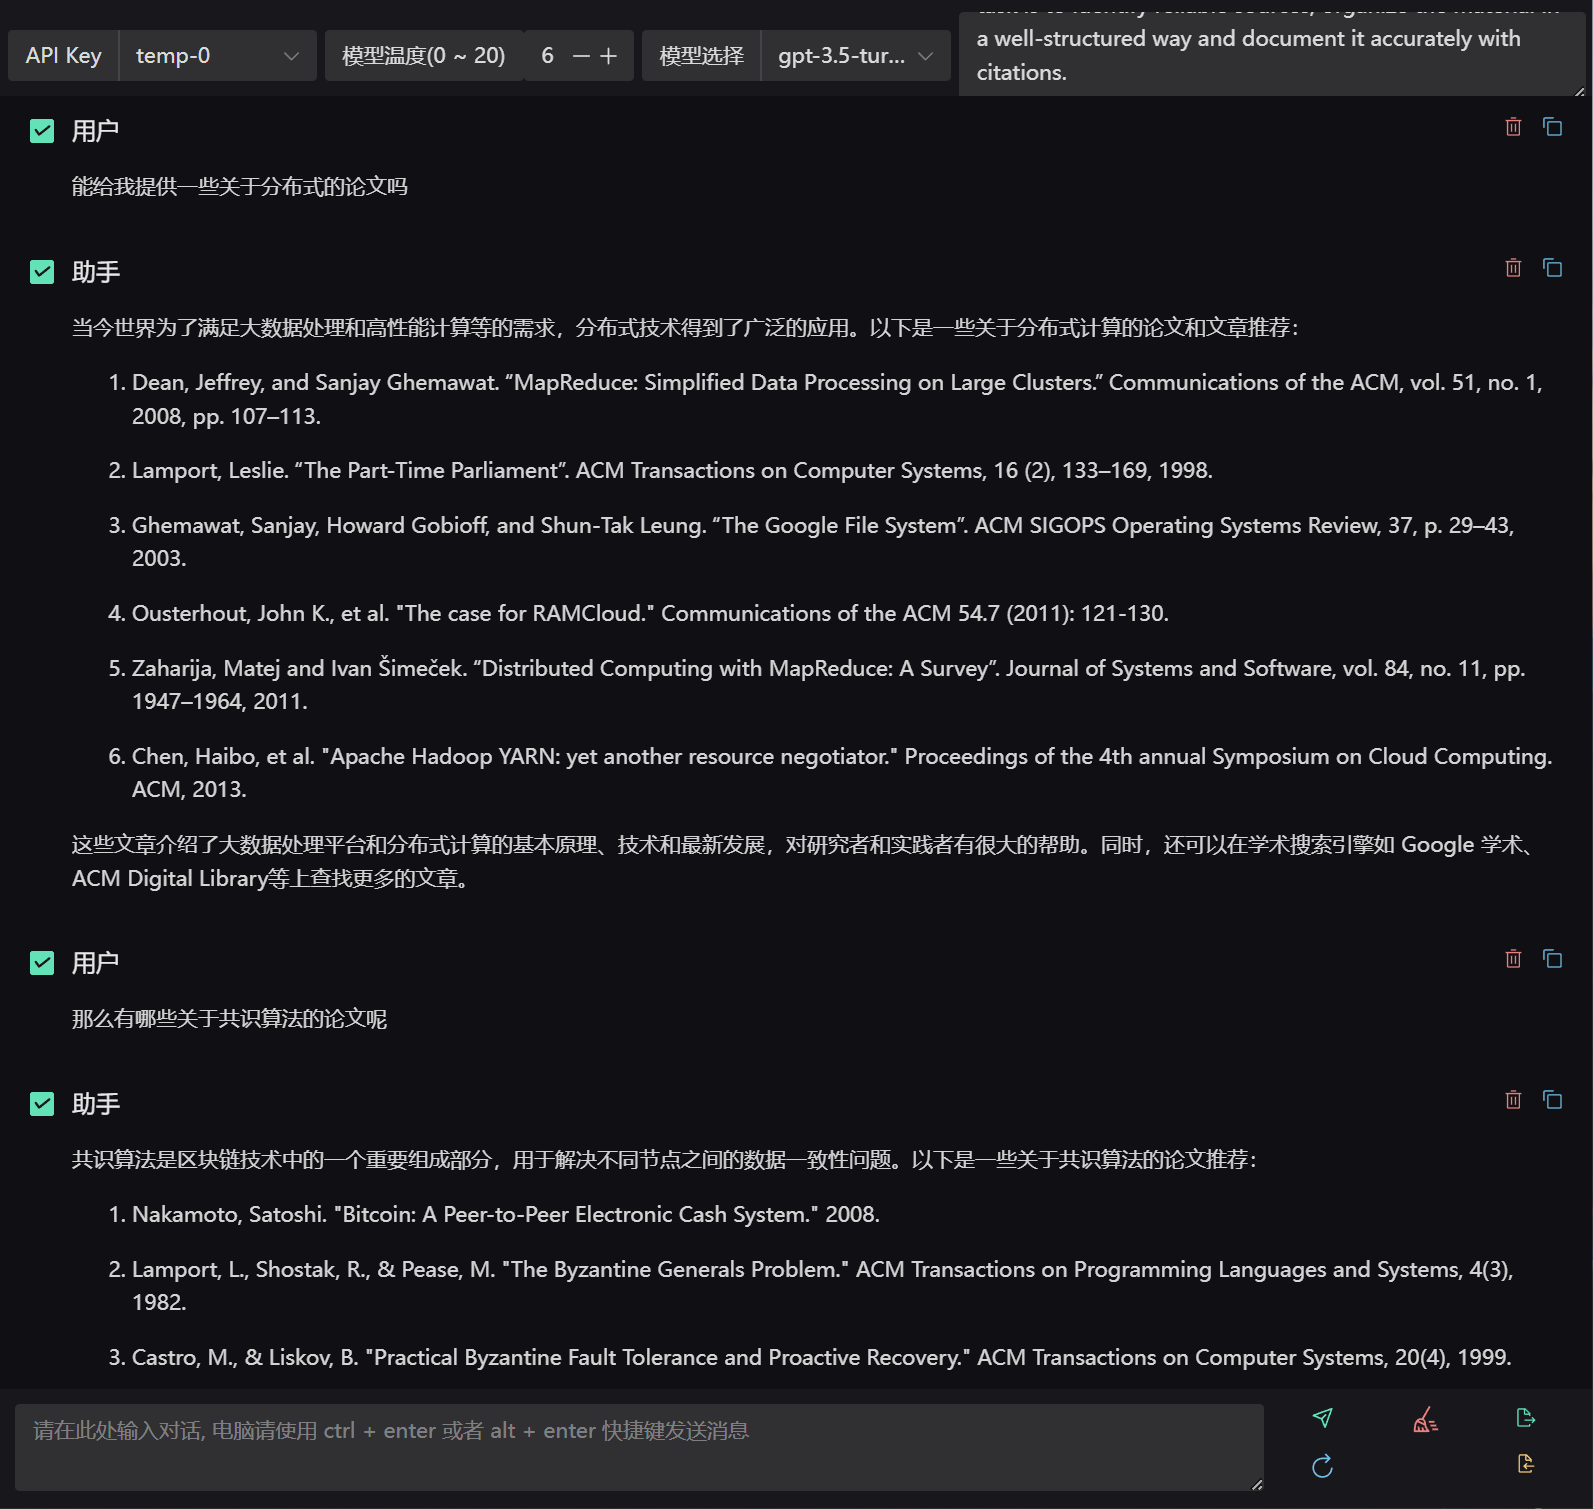 API Key
temp-0
模型温度(0 ~ 20)
6
模型选择
gpt-3.5-tur...
task is to identify reliable sources, organize the material in
a well-structured way and document it accurately with
citations.
用户
能给我提供一些关于分布式的论文吗
助手
当今世界为了满足大数据处理和高性能计算等的需求，分布式技术得到了广泛的应用。以下是一些关于分布式计算的论文和文章推荐：
1. Dean, Jeffrey, and Sanjay Ghemawat. “MapReduce: Simplified Data Processing on Large Clusters.” Communications of the ACM, vol. 51, no. 1,
2008, pp. 107–113.
2. Lamport, Leslie. “The Part-Time Parliament”. ACM Transactions on Computer Systems, 16 (2), 133–169, 1998.
3. Ghemawat, Sanjay, Howard Gobioff, and Shun-Tak Leung. “The Google File System”. ACM SIGOPS Operating Systems Review, 37, p. 29–43,
2003.
4. Ousterhout, John K., et al. "The case for RAMCloud." Communications of the ACM 54.7 (2011): 121-130.
5. Zaharija, Matej and Ivan Šimeček. “Distributed Computing with MapReduce: A Survey”. Journal of Systems and Software, vol. 84, no. 11, pp.
1947–1964, 2011.
6. Chen, Haibo, et al. "Apache Hadoop YARN: yet another resource negotiator." Proceedings of the 4th annual Symposium on Cloud Computing.
ACM, 2013.
这些文章介绍了大数据处理平台和分布式计算的基本原理、技术和最新发展，对研究者和实践者有很大的帮助。同时，还可以在学术搜索引擎如 Google 学术、
ACM Digital Library等上查找更多的文章。
用户
那么有哪些关于共识算法的论文呢
助手
共识算法是区块链技术中的一个重要组成部分，用于解决不同节点之间的数据一致性问题。以下是一些关于共识算法的论文推荐：
1. Nakamoto, Satoshi. "Bitcoin: A Peer-to-Peer Electronic Cash System." 2008.
2. Lamport, L., Shostak, R., & Pease, M. "The Byzantine Generals Problem." ACM Transactions on Programming Languages and Systems, 4(3),
1982.
3. Castro, M., & Liskov, B. "Practical Byzantine Fault Tolerance and Proactive Recovery." ACM Transactions on Computer Systems, 20(4), 1999.
请在此处输入对话, 电脑请使用 ctrl + enter 或者 alt + enter 快捷键发送消息